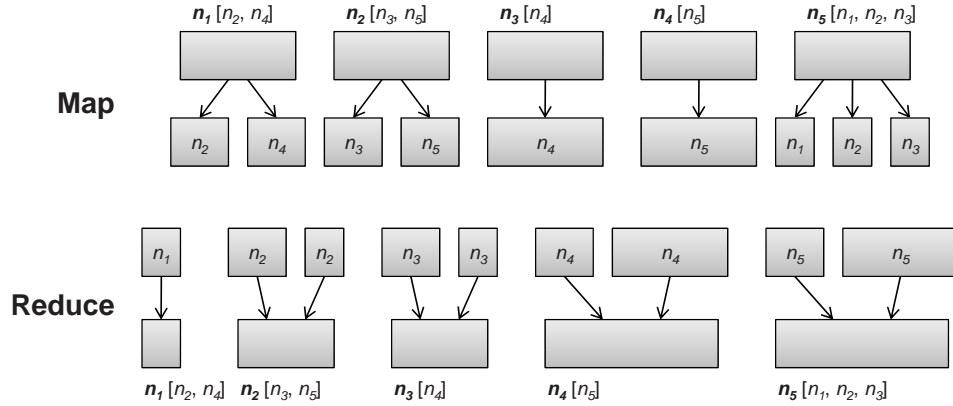 n1 [n2, n4] n2 [n3, n5] n3 [n4] n4 [n5] n5 [n1, n2, n3]
Map
n2 n4 n3 n5 n4 n5 n1 n2 n3
n1 n2 n2 n3 n3 n4 n4 n5 n5
Reduce
n1 [n2, n4] n2 [n3, n5] n3 [n4] n4 [n5] n5 [n1, n2, n3]